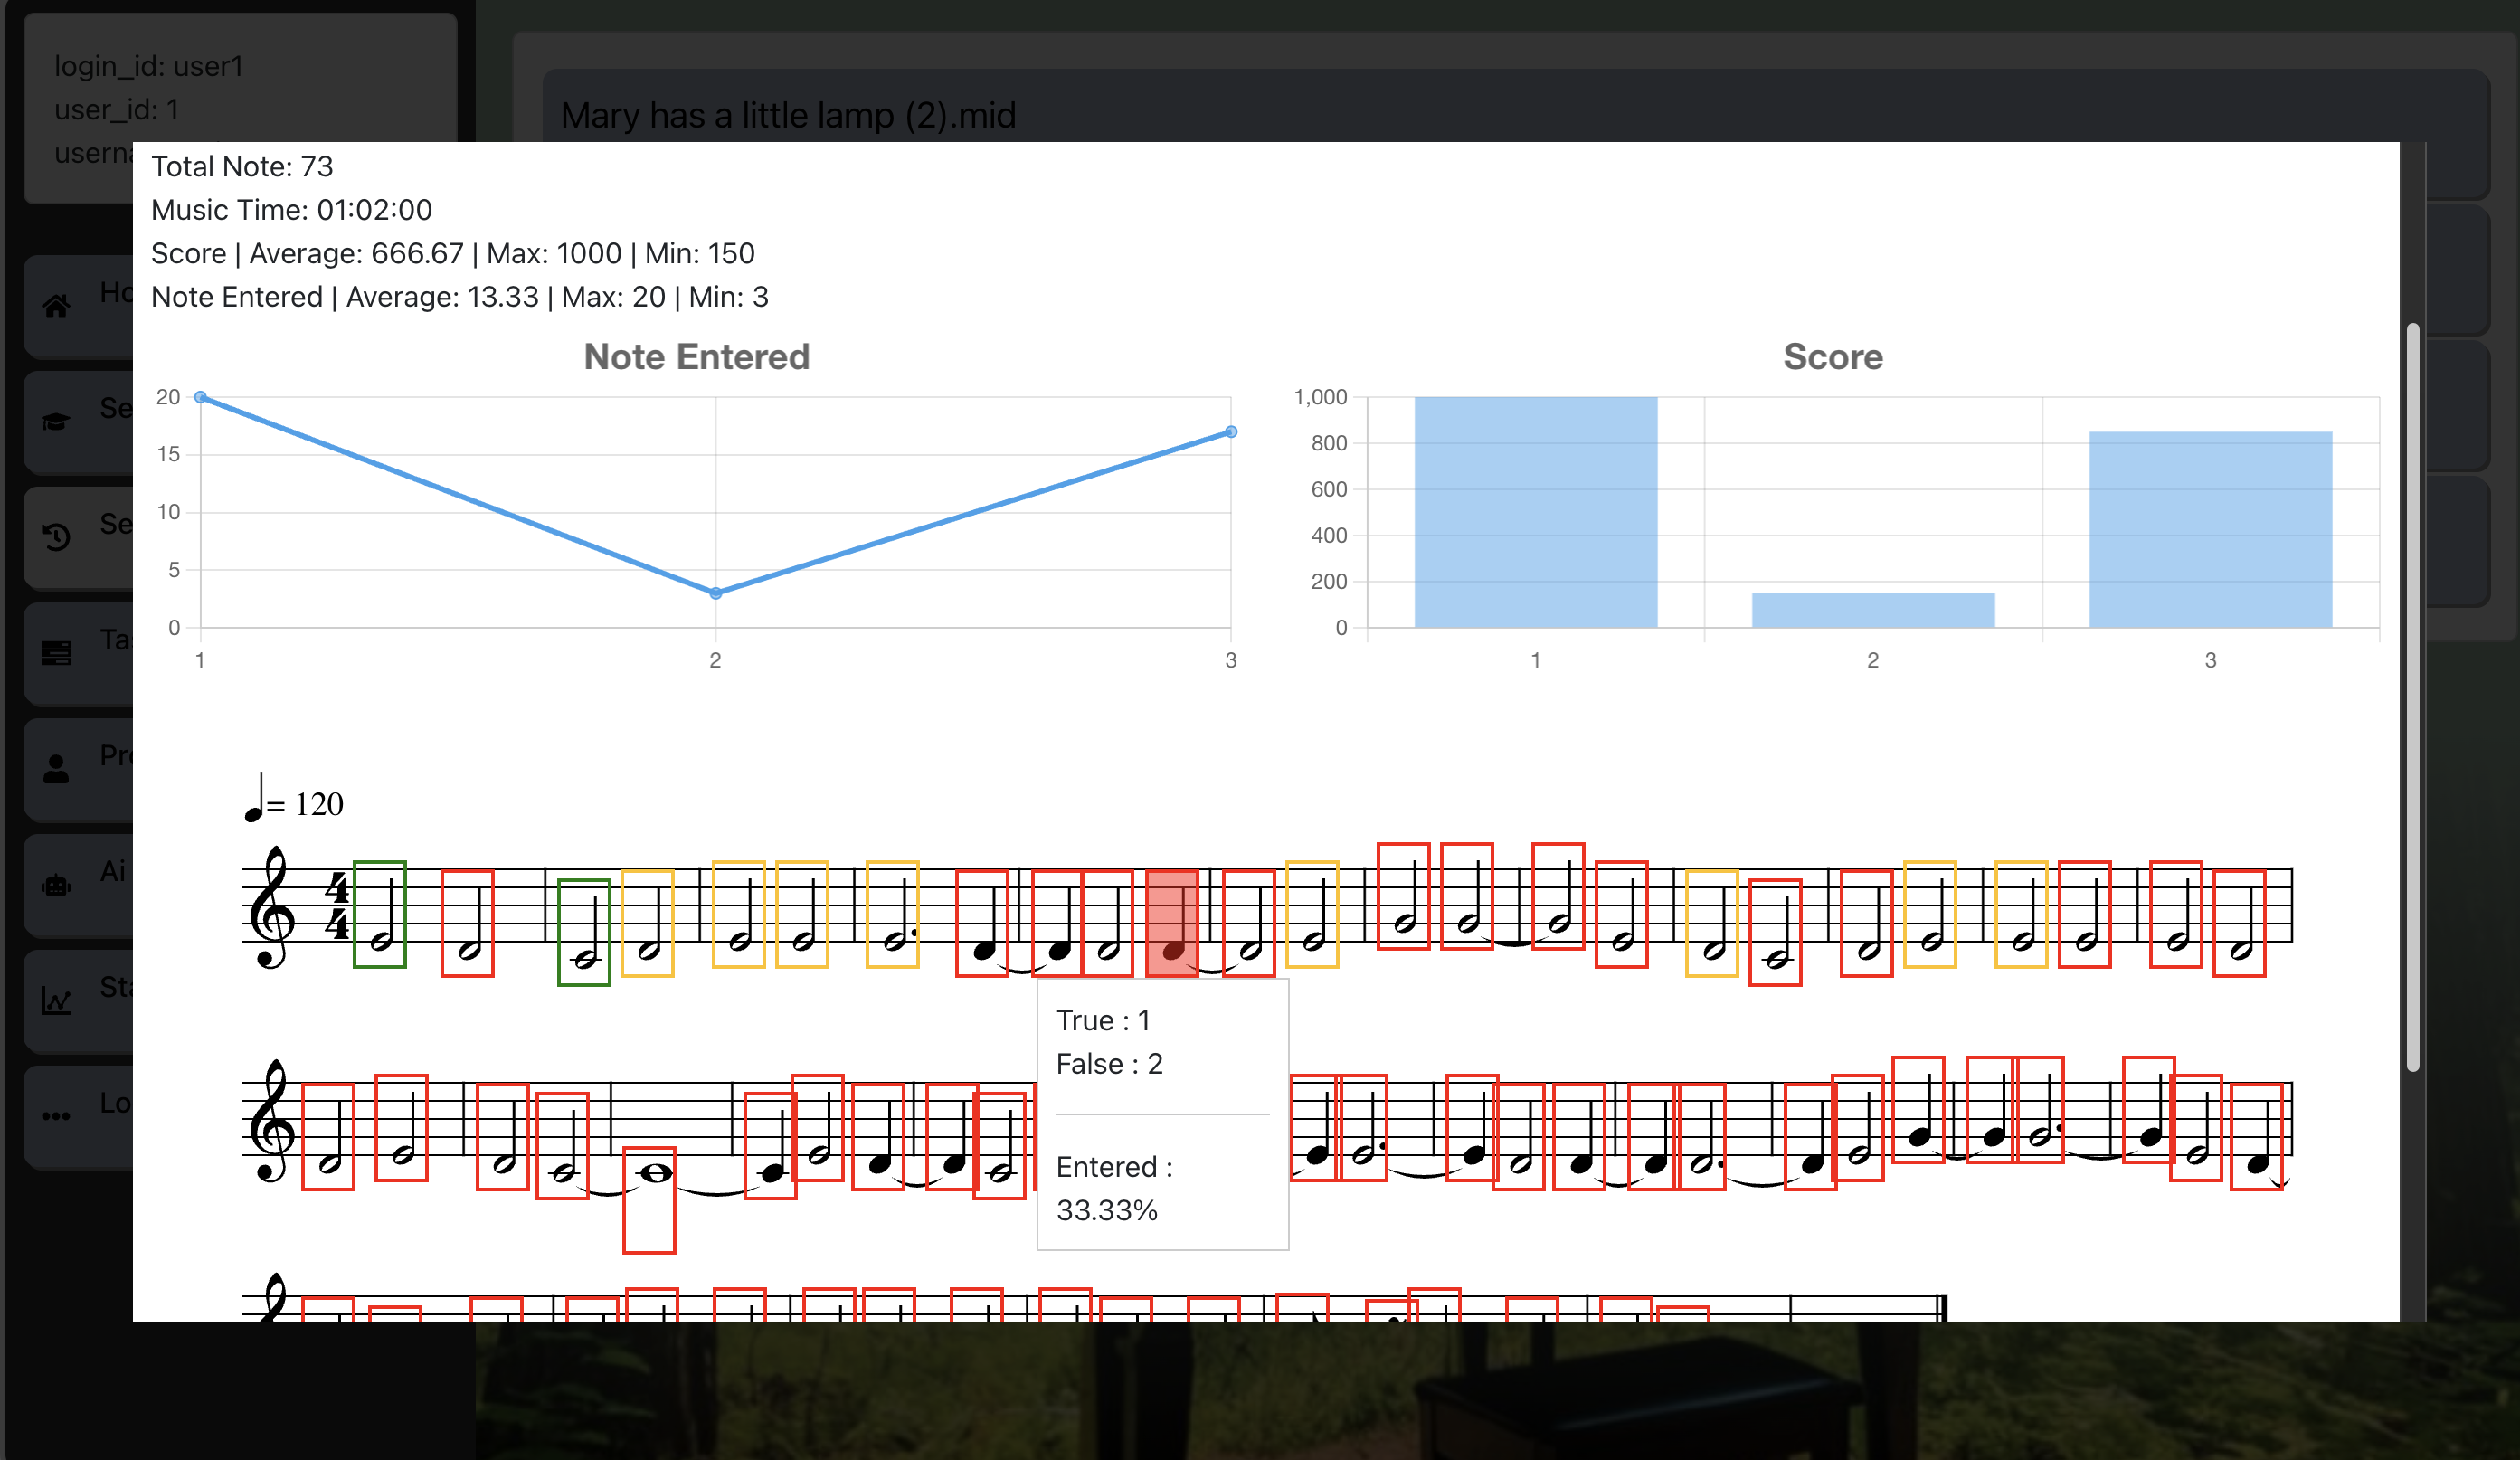 login_id: user1
user_id: 1
userna
Mary has a little lamp (2).mid
Total Note: 73
Music Time: 01:02:00
Score | Average: 666.67 | Max: 1000 | Min: 150
Note Entered | Average: 13.33 | Max: 20 | Min: 3
Ho
Se
Se
Ta
Pr
Ai
Sta
Lo
Note Entered
20
15
10
5
0
1
2
3
Score
1,000
800
600
400
200
0
1
2
3
= 120
4
4
True : 1
False : 2
Entered :
33.33%